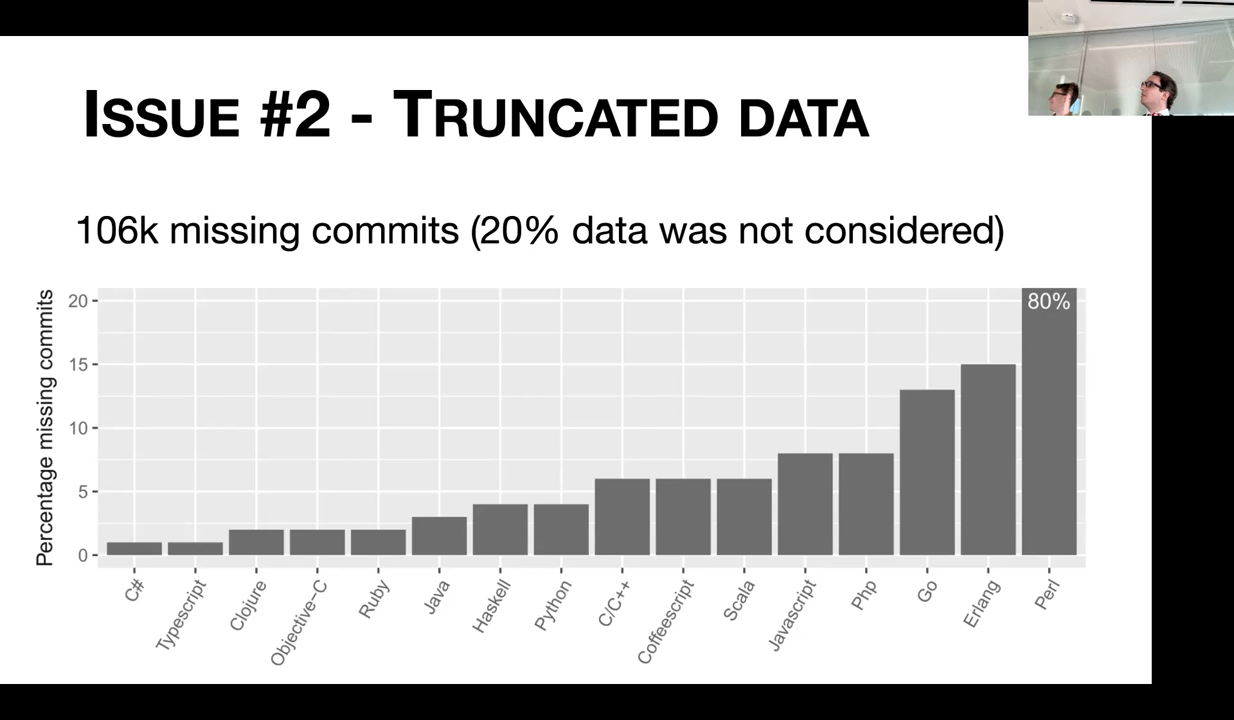 ISSUE #2 - TRUNCATED DATA
106k missing commits (20% data was not considered)
Percentage missing commits
20
15
10
5
0
80%
C#
Typescript
Clojure
Objective−C
Ruby
Java
Haskell
Python
C/C++
Coffeescript
Scala
Javascript
Php
Go
Erlang
Perl